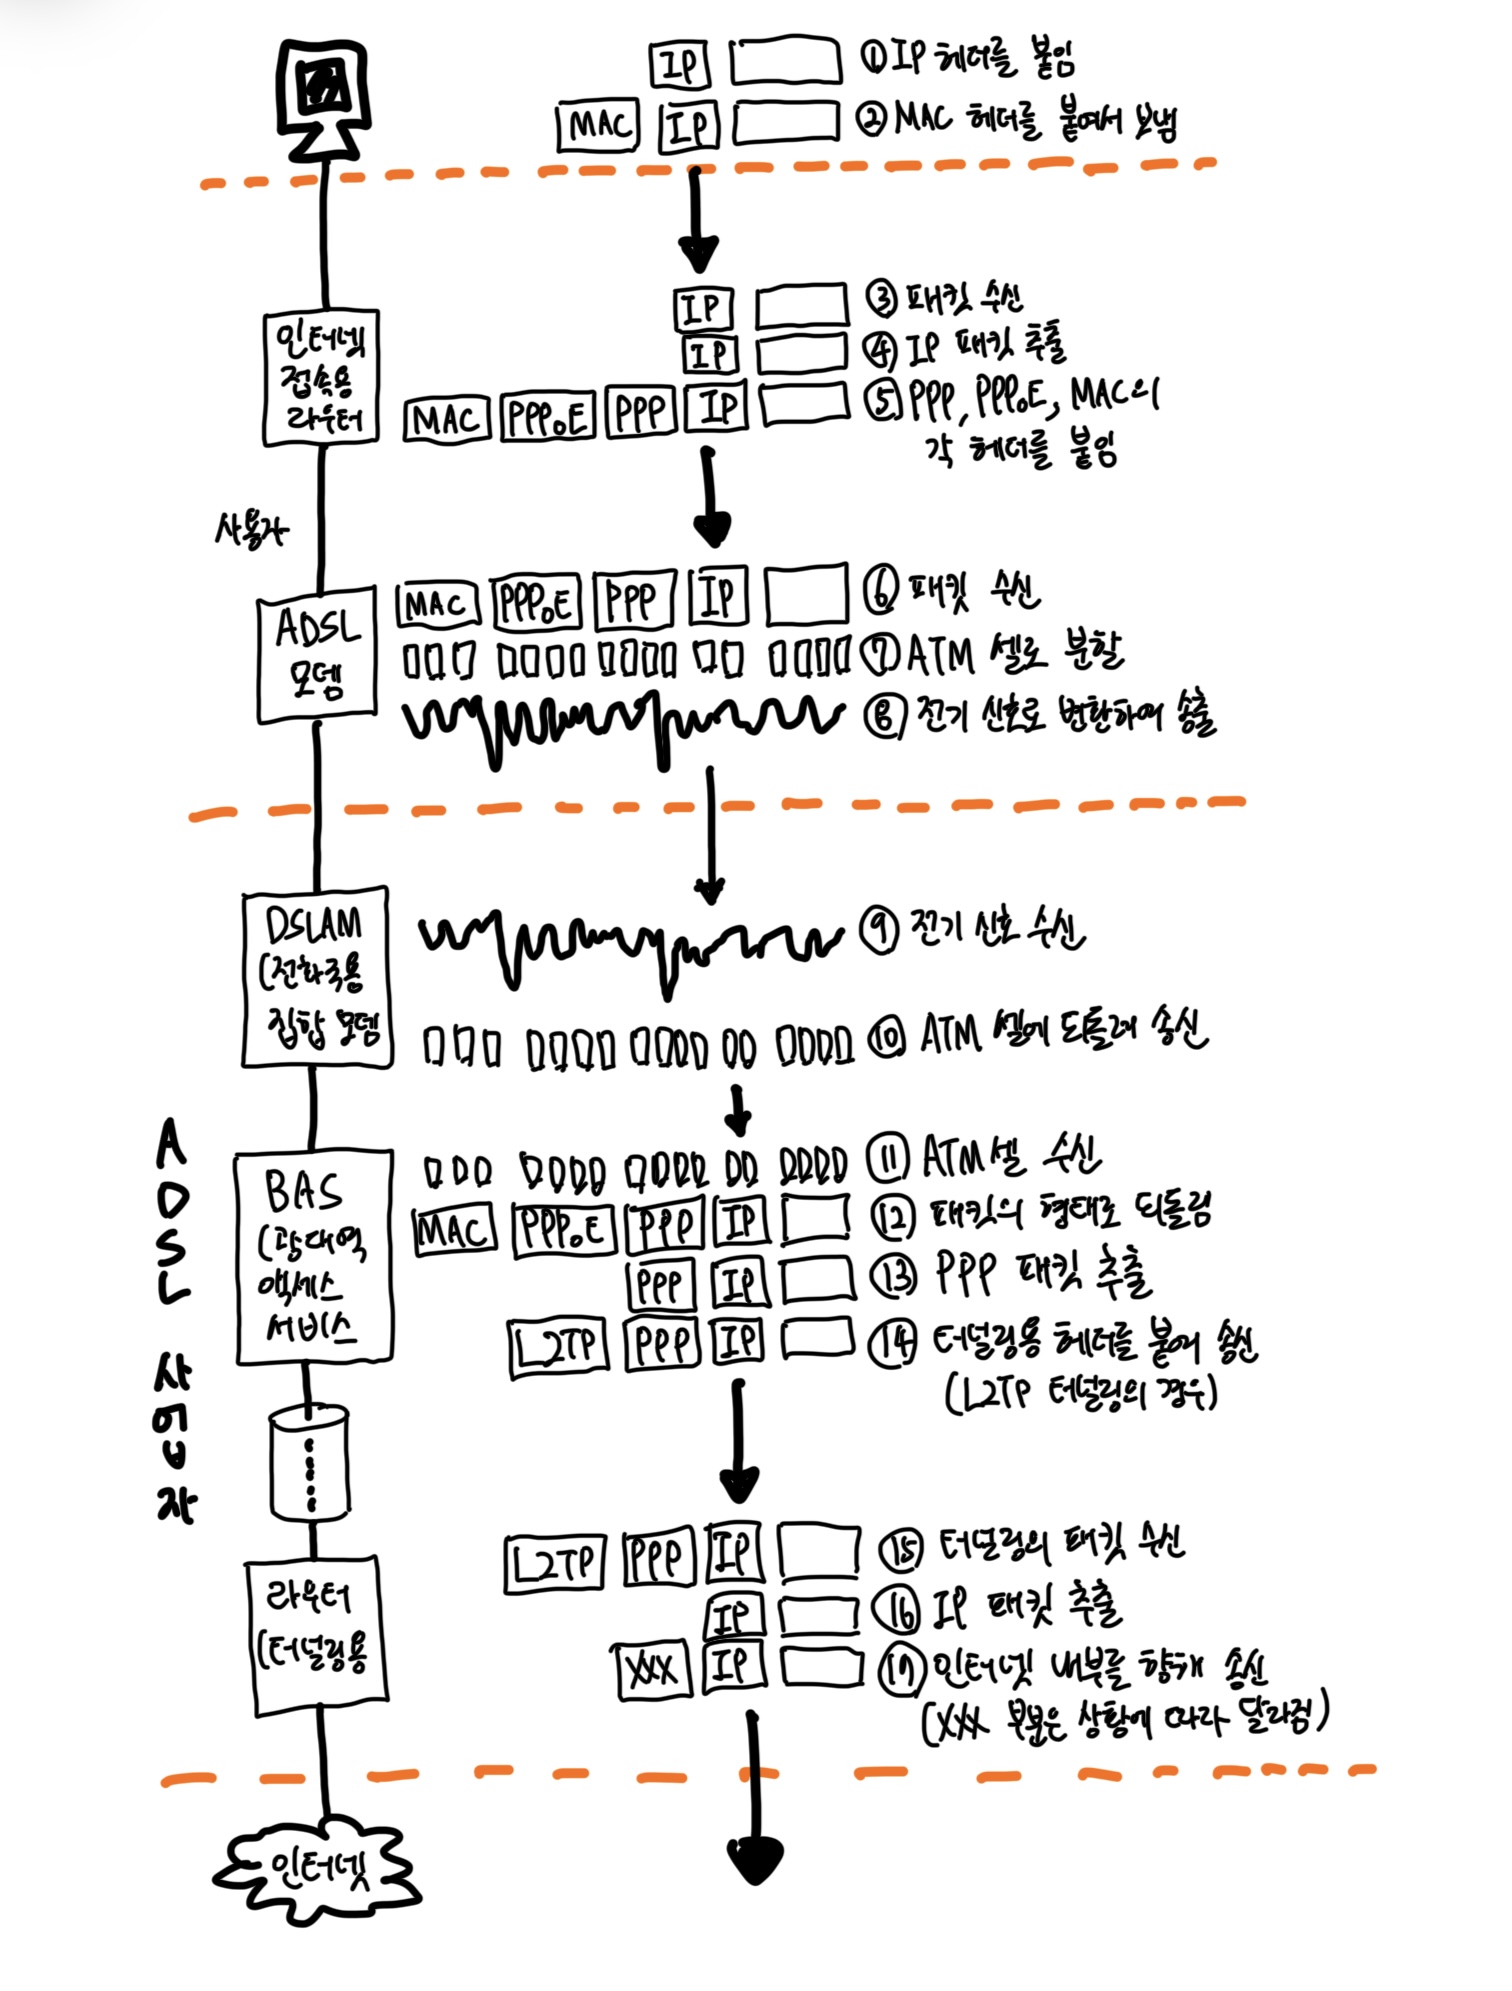 IP ① IP 헤더를 붙임
MAC IP ② MAC 헤더를 붙여서 보냄
인터넷
접속용
라우터
IP ③ 패킷 수신
IP ④ IP 패킷 추출
MAC PPPoE PPP IP ⑤ PPP, PPPoE, MAC의
각 헤더를 붙임
사용자
ADSL
모뎀
MAC PPPoE PPP IP ⑥ 패킷 수신
⑦ ATM 셀로 분할
⑧ 전기 신호로 변환하여 송출
DSLAM
(전화국용
집합 모뎀
⑨ 전기 신호 수신
⑩ ATM 셀에 되돌려 송신
ADSL 사업자
BAS
(광대역
액세스
서비스
⑪ ATM셀 수신
MAC PPPoE PPP IP ⑫ 패킷의 형태로 되돌림
PPP IP ⑬ PPP 패킷 추출
L2TP PPP IP ⑭ 터널링용 헤더를 붙여 송신
(L2TP 터널링의 경우)
라우터
(터널링용
L2TP PPP IP ⑮ 터널링의 패킷 수신
IP ⑯ IP 패킷 추출
XXX IP ⑰ 인터넷 내부를 향해 송신
(XXX 부분은 상황에 따라 달라짐)
인터넷